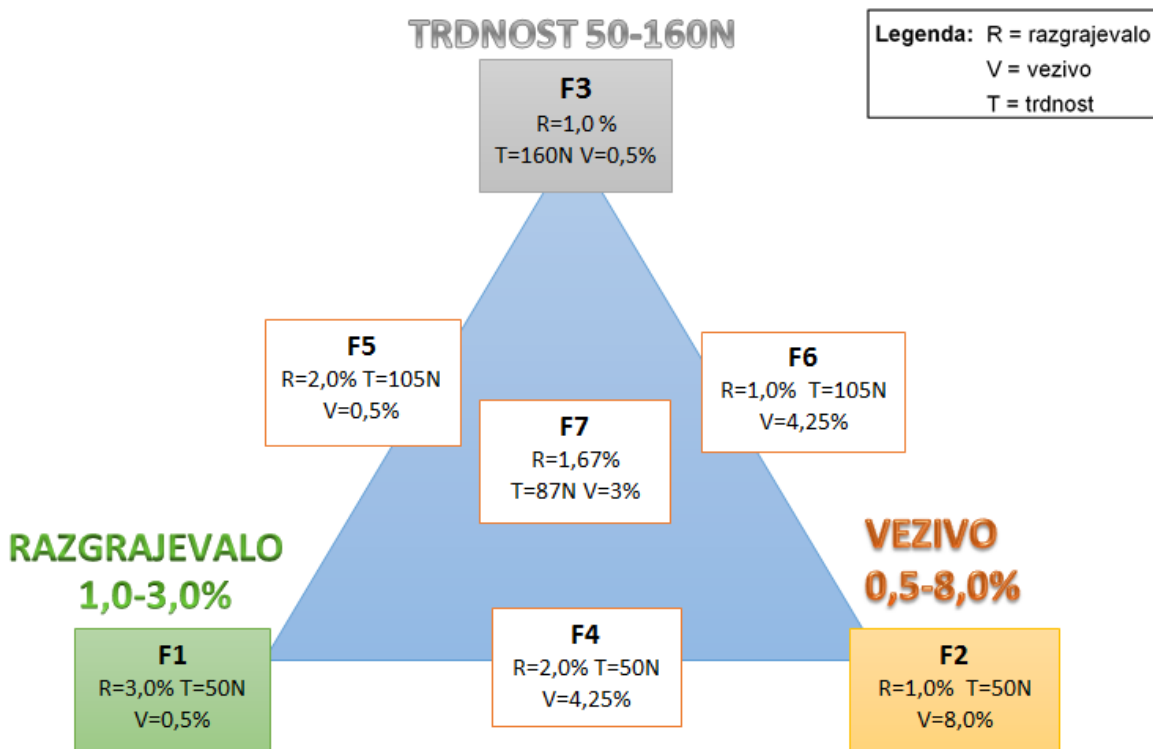 TRDNOST 50-160N
Legenda: R = razgrajevalo
V = vezivo
T = trdnost
F3
R=1,0 %
T=160N V=0,5%
F5
R=2,0% T=105N
V=0,5%
F6
R=1,0% T=105N
V=4,25%
F7
R=1,67%
T=87N V=3%
RAZGRAJEVALO
1,0-3,0%
VEZIVO
0,5-8,0%
F1
R=3,0% T=50N
V=0,5%
F4
R=2,0% T=50N
V=4,25%
F2
R=1,0% T=50N
V=8,0%